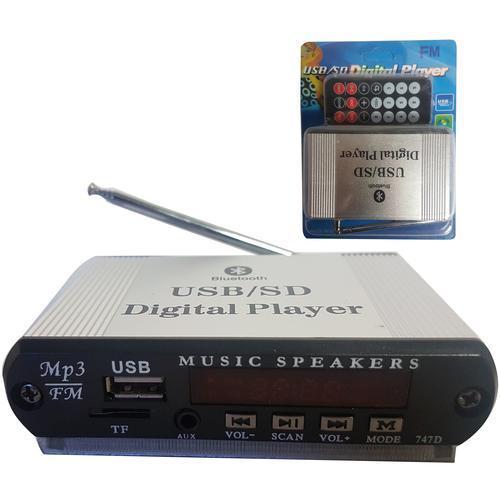 FM
USB/SD Digital Player
USB
USB/SD
Digital Player
Bluetooth
Bluetooth
USB/SD
Digital Player
Mp3
FM
USB
MUSIC SPEAKERS
TF
AUX
VOL-
SCAN
VOL+
M
MODE
747D